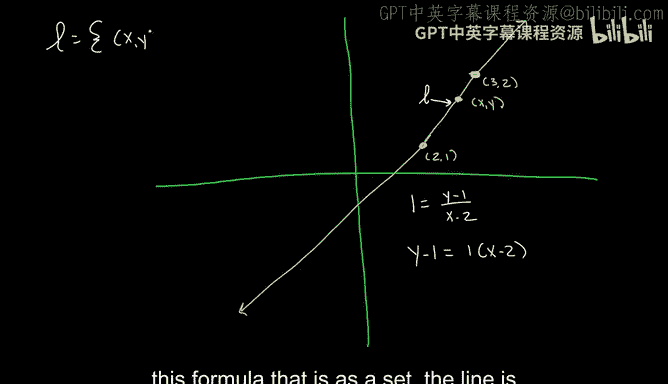 GPT中英字幕课程资源@bilibili.com
GPT中英字幕课程资源 bilibili
l = { (x,y
(3,2)
l → (x,y)
(2,1)
1 = \frac{y-1}{x-2}
y-1 = 1(x-2)
this formula that is as a set, the line is